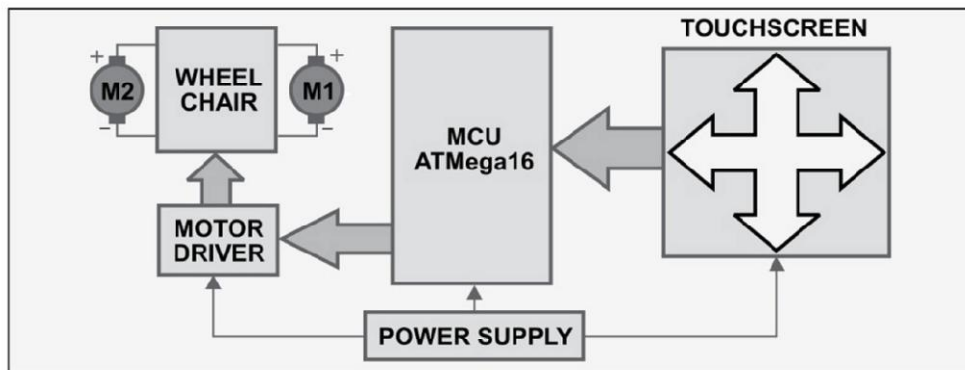 TOUCHSCREEN
+
M2
−
WHEEL
CHAIR
+
M1
−
MCU
ATMega16
MOTOR
DRIVER
POWER SUPPLY